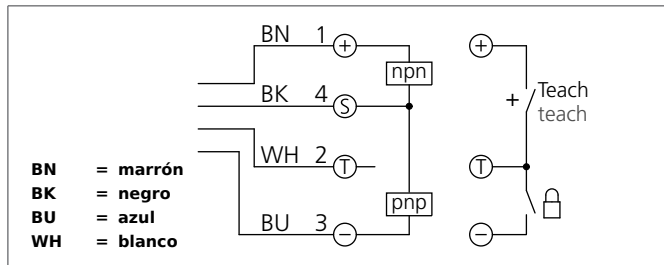 BN 1 +
npn
+
BK 4 S
+ Teach
teach
WH 2 T
T
pnp
BU 3 −
−
BN = marrón
BK = negro
BU = azul
WH = blanco